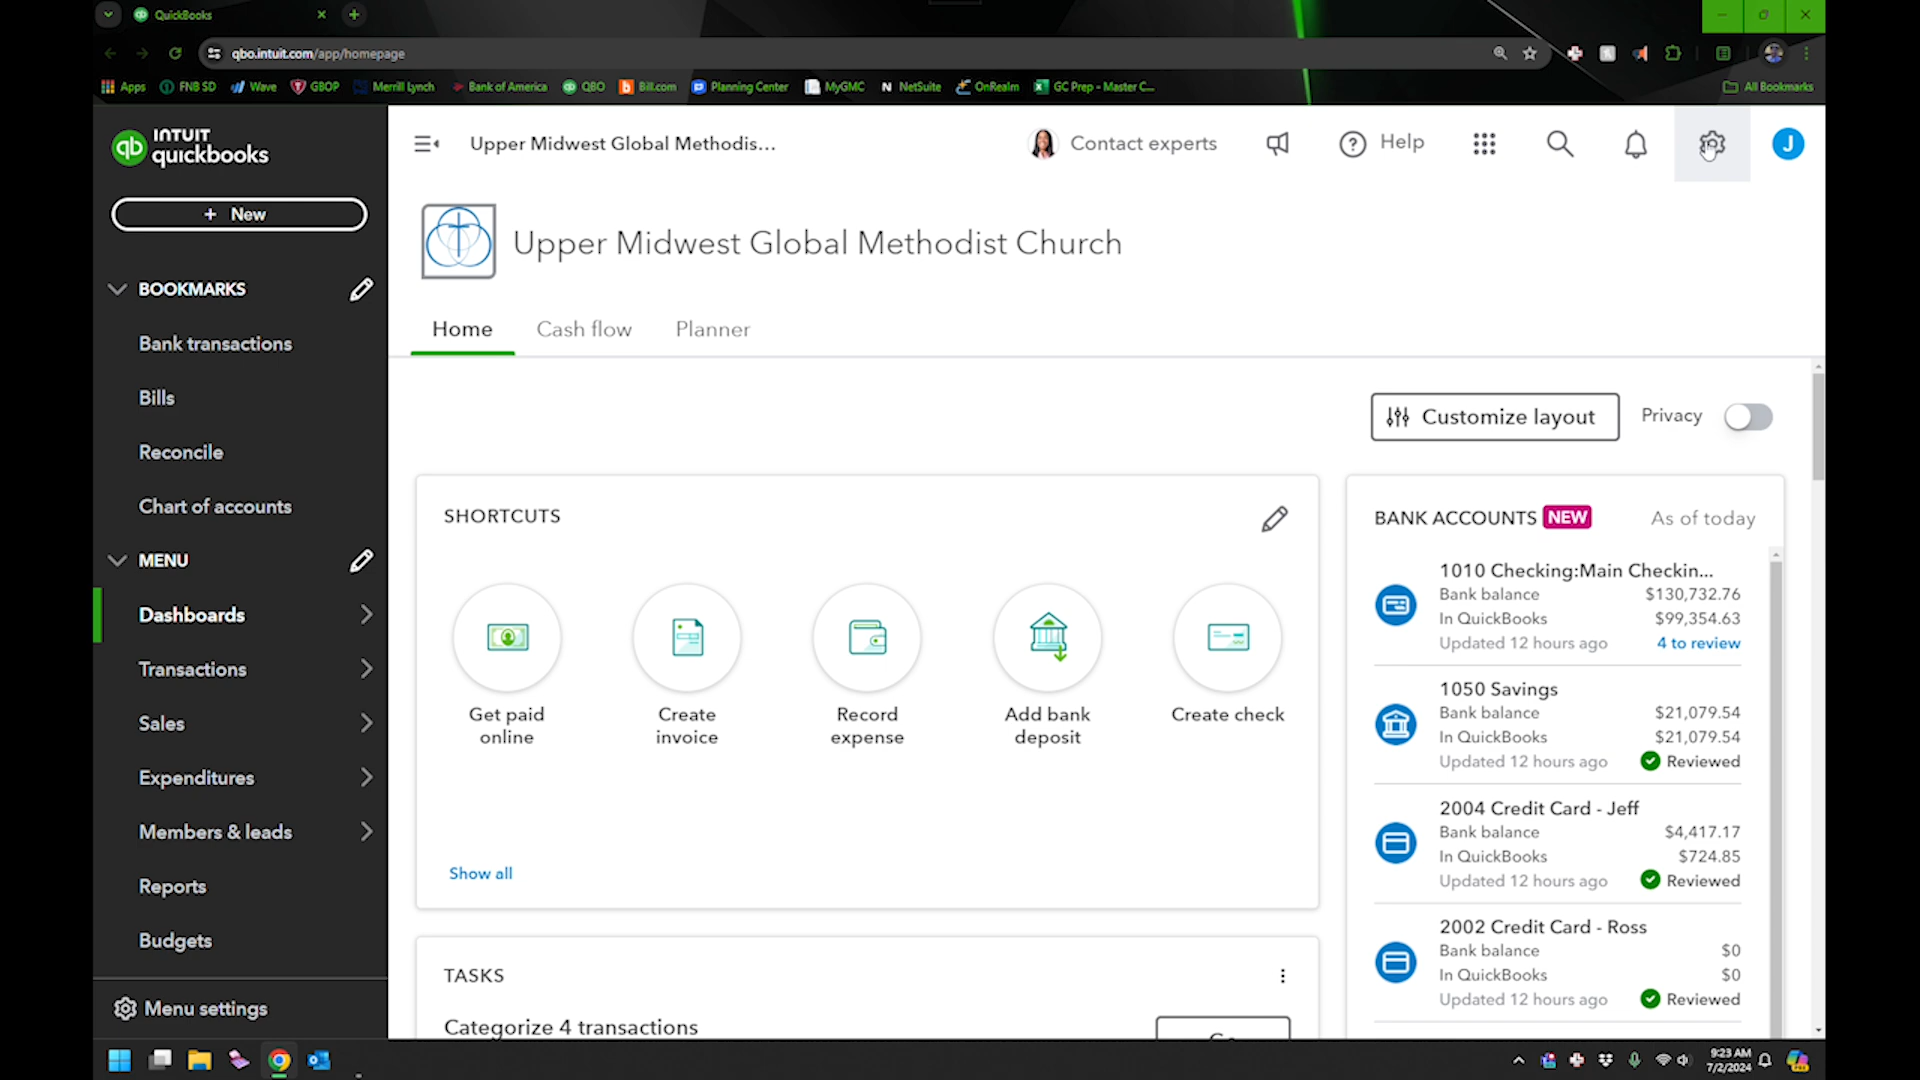 QuickBooks
qbo.intuit.com/app/homepage
Apps FNB SD Wave GBOP Merrill Lynch Bank of America QBO Bill.com Planning Center MyGMC NetSuite OnRealm GC Prep - Master C... All Bookmarks
INTUIT
quickbooks
Upper Midwest Global Methodis...
Contact experts
Help
J
+ New
Upper Midwest Global Methodist Church
BOOKMARKS
Bank transactions
Bills
Reconcile
Chart of accounts
MENU
Dashboards
Transactions
Sales
Expenditures
Members & leads
Reports
Budgets
Menu settings
Home Cash flow Planner
Customize layout Privacy
SHORTCUTS
Get paid
online
Create
invoice
Record
expense
Add bank
deposit
Create check
Show all
TASKS
Categorize 4 transactions
BANK ACCOUNTS NEW As of today
1010 Checking:Main Checkin...
Bank balance $130,732.76
In QuickBooks $99,354.63
Updated 12 hours ago 4 to review
1050 Savings
Bank balance $21,079.54
In QuickBooks $21,079.54
Updated 12 hours ago Reviewed
2004 Credit Card - Jeff
Bank balance $4,417.17
In QuickBooks $724.85
Updated 12 hours ago Reviewed
2002 Credit Card - Ross
Bank balance $0
In QuickBooks $0
Updated 12 hours ago Reviewed
9:23 AM
7/2/2024